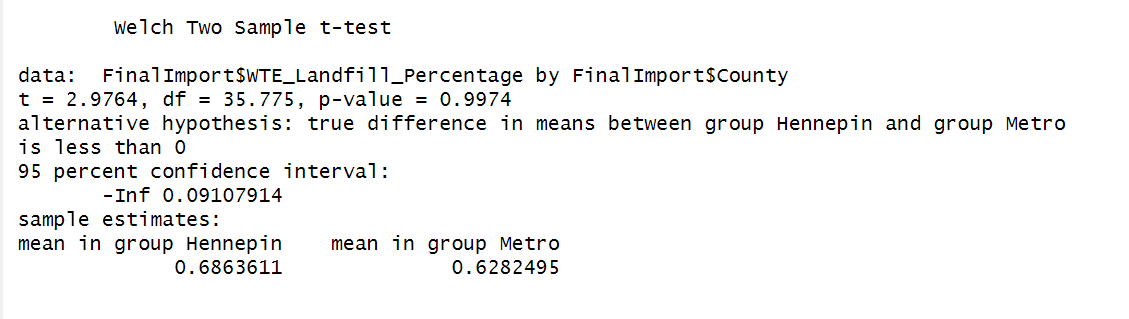 Welch Two Sample t-test
data:  FinalImport$WTE_Landfill_Percentage by FinalImport$County
t = 2.9764, df = 35.775, p-value = 0.9974
alternative hypothesis: true difference in means between group Hennepin and group Metro
is less than 0
95 percent confidence interval:
-Inf 0.09107914
sample estimates:
mean in group Hennepin    mean in group Metro
0.6863611              0.6282495